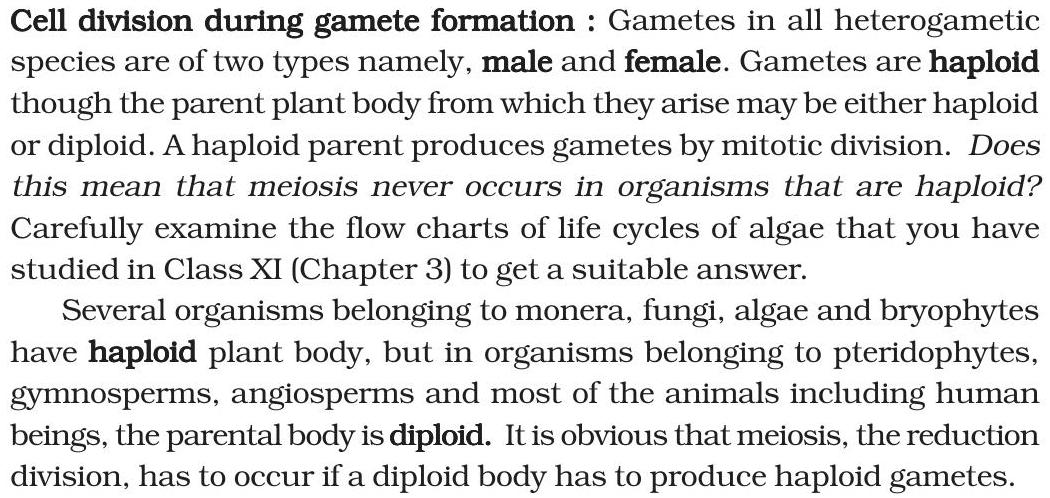 Cell division during gamete formation : Gametes in all heterogametic
species are of two types namely, male and female. Gametes are haploid
though the parent plant body from which they arise may be either haploid
or diploid. A haploid parent produces gametes by mitotic division. Does
this mean that meiosis never occurs in organisms that are haploid?
Carefully examine the flow charts of life cycles of algae that you have
studied in Class XI (Chapter 3) to get a suitable answer.
Several organisms belonging to monera, fungi, algae and bryophytes
have haploid plant body, but in organisms belonging to pteridophytes,
gymnosperms, angiosperms and most of the animals including human
beings, the parental body is diploid. It is obvious that meiosis, the reduction
division, has to occur if a diploid body has to produce haploid gametes.